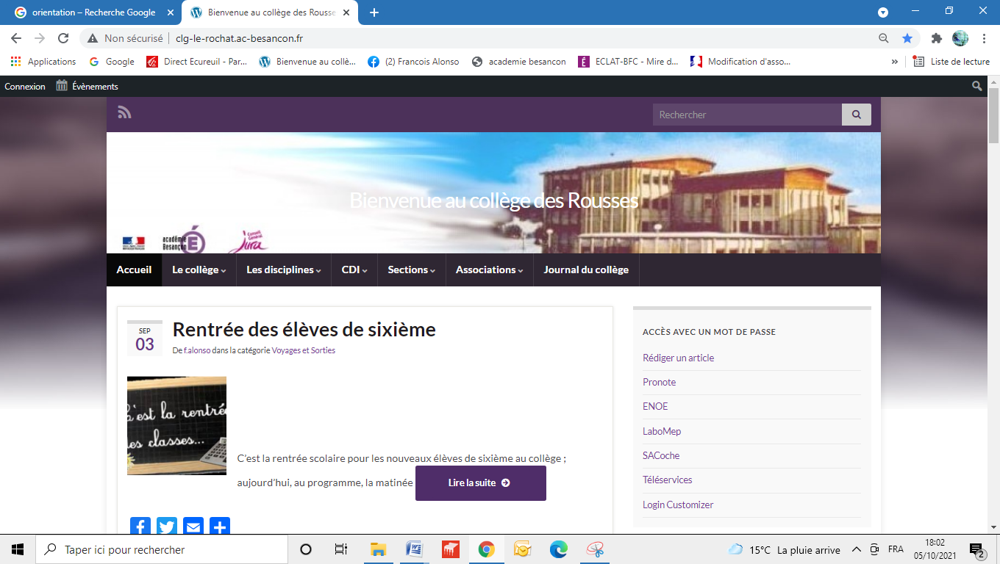 orientation – Recherche Google
Bienvenue au collège des Rousse
Non sécurisé
clg-le-rochat.ac-besancon.fr
Applications
Google
Direct Ecureuil - Par...
Bienvenue au collè...
(2) Francois Alonso
academie besancon
ECLAT-BFC - Mire d...
Modification d'asso...
»
Liste de lecture
Connexion
Évènements
Rechercher
Bienvenue au collège des Rousses
académie
Besançon
Conseil
Général
Jura
Accueil
Le collège
Les disciplines
CDI
Sections
Associations
Journal du collège
SEP
03
Rentrée des élèves de sixième
De f.alonso dans la catégorie Voyages et Sorties
est la rentré
des classes...
C'est la rentrée scolaire pour les nouveaux élèves de sixième au collège ;
aujourd'hui, au programme, la matinée
Lire la suite
ACCÈS AVEC UN MOT DE PASSE
Rédiger un article
Pronote
ENOE
LaboMep
SACoche
Téléservices
Login Customizer
Taper ici pour rechercher
15°C La pluie arrive
FRA
18:02
05/10/2021
2